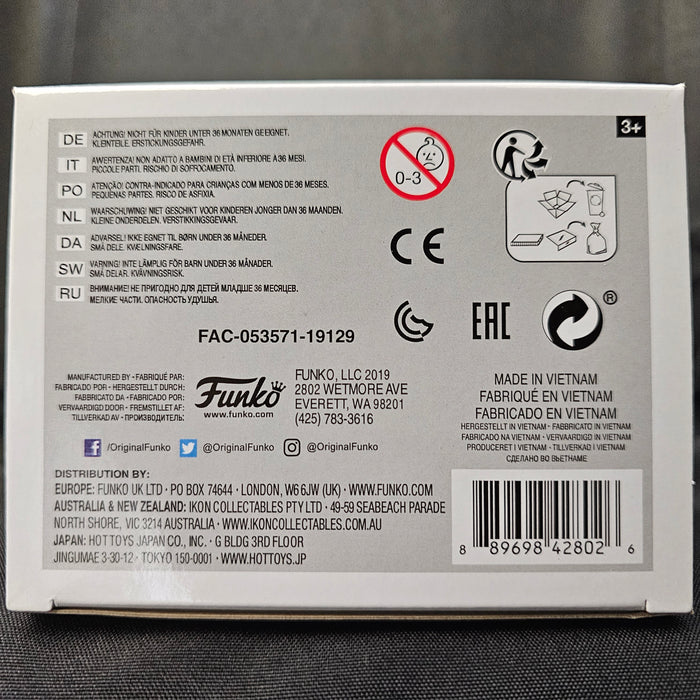 3+
DE ACHTUNG! NICHT FÜR KINDER UNTER 36 MONATEN GEEIGNET.
KLEINTEILE. ERSTICKUNGSGEFAHR.
IT AVVERTENZA! NON ADATTO A BAMBINI DI ETÀ INFERIORE A 36 MESI.
PICCOLE PARTI. RISCHIO DI SOFFOCAMENTO.
PO ATENÇÃO! CONTRA-INDICADO PARA CRIANÇAS COM MENOS DE 36 MESES.
PEQUENAS PARTES. RISCO DE ASFIXIA.
NL WAARSCHUWING! NIET GESCHIKT VOOR KINDEREN JONGER DAN 36 MAANDEN.
KLEINE ONDERDELEN. VERSTIKKINGSGEVAAR.
DA ADVARSEL! IKKE EGNET TIL BØRN UNDER 36 MÅNEDER.
SMÅ DELE. KVÆLNINGSFARE.
SW VARNING! INTE LÄMPLIG FÖR BARN UNDER 36 MÅNADER.
SMÅ DELAR. KVÄVNINGSRISK.
RU ВНИМАНИЕ! НЕ ПРИГОДНО ДЛЯ ДЕТЕЙ МЛАДШЕ 36 МЕСЯЦЕВ.
МЕЛКИЕ ЧАСТИ. ОПАСНОСТЬ УДУШЬЯ.
0-3
CE
EAC
®
FAC-053571-19129
MANUFACTURED BY • FABRIQUÉ PAR:
FABRICADO POR • HERGESTELLT DURCH:
FABBRICATO DA • FABRICADO POR:
VERVAARDIGD DOOR • FREMSTILLET AF:
TILLVERKAD AV • ПРОИЗВОДИТЕЛЬ:
Funko
www.funko.com
FUNKO, LLC 2019
2802 WETMORE AVE
EVERETT, WA 98201
(425) 783-3616
MADE IN VIETNAM
FABRIQUÉ EN VIETNAM
FABRICADO EN VIETNAM
HERGESTELLT IN VIETNAM • FABBRICATO IN VIETNAM
FABRICADO NA VIETNAM • VERVAARDIGD IN VIETNAM
PRODUCERET I VIETNAM • TILLVERKAD I VIETNAM
СДЕЛАНО ВО ВЬЕТНАМЕ
f /OriginalFunko @OriginalFunko @OriginalFunko
DISTRIBUTION BY:
EUROPE: FUNKO UK LTD • PO BOX 74644 • LONDON, W6 6JW (UK) • WWW.FUNKO.COM
AUSTRALIA & NEW ZEALAND: IKON COLLECTABLES PTY LTD • 49-59 SEABEACH PARADE
NORTH SHORE, VIC 3214 AUSTRALIA • WWW.IKONCOLLECTABLES.COM.AU
JAPAN: HOT TOYS JAPAN CO., INC. • G BLDG 3RD FLOOR
JINGUMAE 3-30-12 • TOKYO 150-0001 • WWW.HOTTOYS.JP
8 89698 42802 6